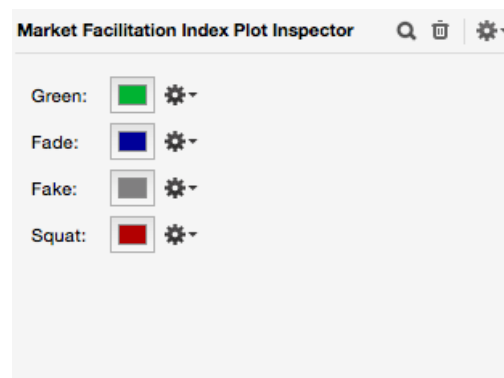 Market Facilitation Index Plot Inspector
Green:
Fade:
Fake:
Squat: